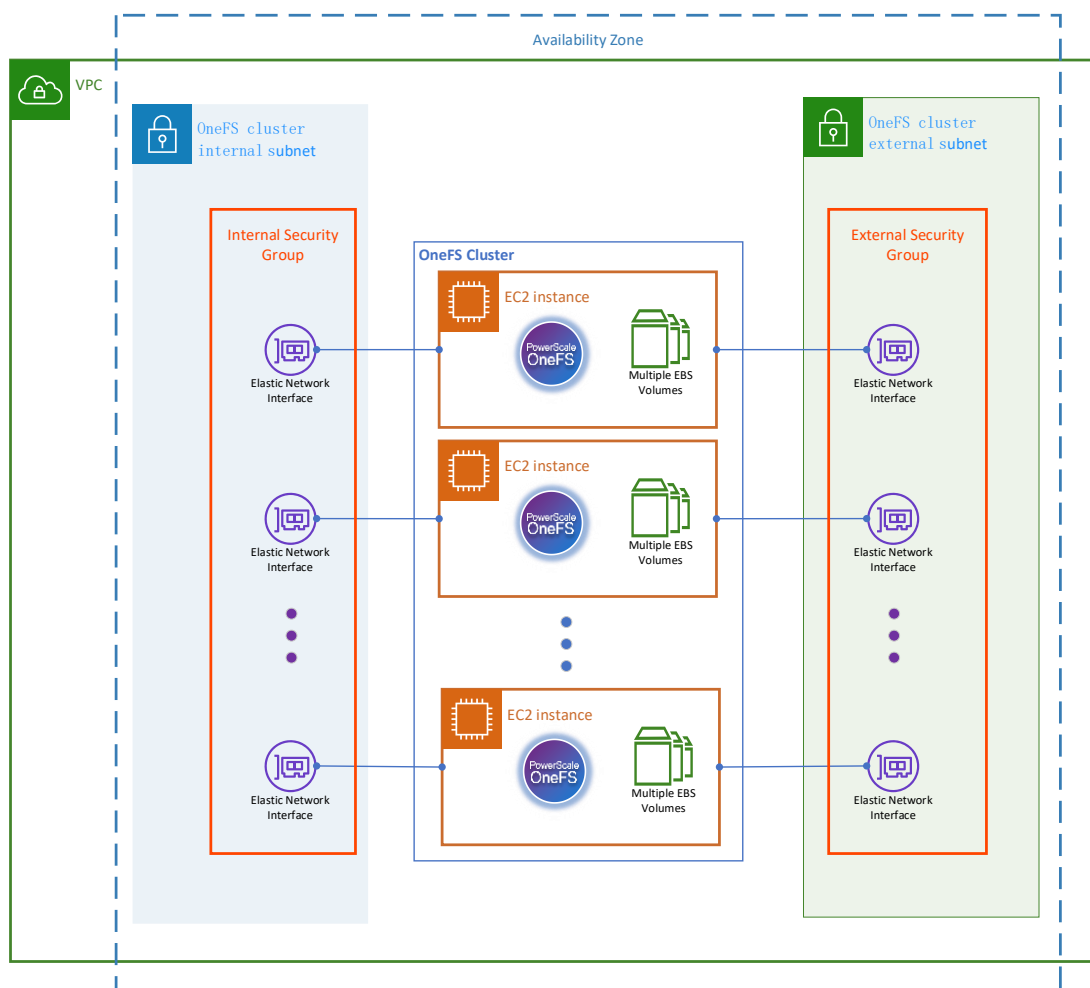 Availability Zone
VPC
OneFS cluster
internal subnet
OneFS cluster
external subnet
Internal Security
Group
External Security
Group
OneFS Cluster
EC2 instance
PowerScale
OneFS
Multiple EBS
Volumes
Elastic Network
Interface
Elastic Network
Interface
EC2 instance
PowerScale
OneFS
Multiple EBS
Volumes
Elastic Network
Interface
Elastic Network
Interface
EC2 instance
PowerScale
OneFS
Multiple EBS
Volumes
Elastic Network
Interface
Elastic Network
Interface